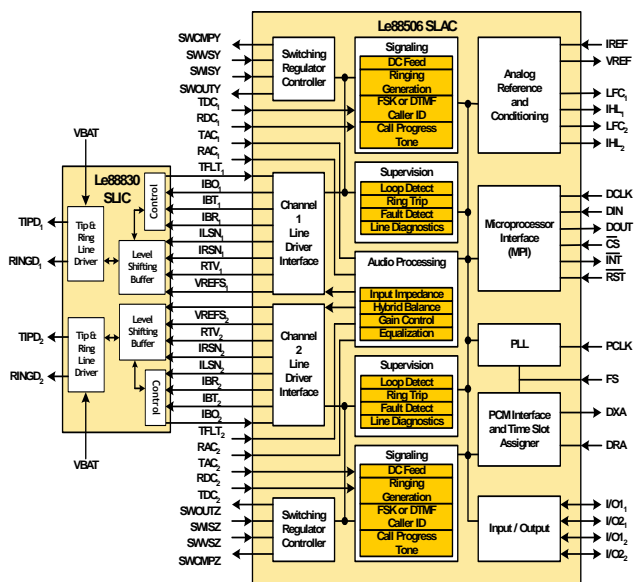 Le88506 SLAC
SWCMPY
SWVSY
SWISY
SWOUTY
TDC1
RDC1
TAC1
RAC1
TFLT1
IBO1
IBT1
IBR1
ILSN1
IRSN1
RTV1
VREFS1
VREFS2
RTV2
IRSN2
ILSN2
IBR2
IBT2
IBO2
TFLT2
RAC2
TAC2
RDC2
TDC2
SWOUTZ
SWISZ
SWVSZ
SWCMPZ
VBAT
Le88830
SLIC
Control
TIPD1
RINGD1
Tip &
Ring
Line
Driver
Level
Shifting
Buffer
TIPD2
RINGD2
Tip &
Ring
Line
Driver
Level
Shifting
Buffer
Control
VBAT
Switching
Regulator
Controller
Channel
1
Line
Driver
Interface
Channel
2
Line
Driver
Interface
Switching
Regulator
Controller
Signaling
DC Feed
Ringing
Generation
FSK or DTMF
Caller ID
Call Progress
Tone
Supervision
Loop Detect
Ring Trip
Fault Detect
Line Diagnostics
Audio Processing
Input Impedance
Hybrid Balance
Gain Control
Equalization
Supervision
Loop Detect
Ring Trip
Fault Detect
Line Diagnostics
Signaling
DC Feed
Ringing
Generation
FSK or DTMF
Caller ID
Call Progress
Tone
Analog
Reference
and
Conditioning
Microprocessor
Interface
(MPI)
PLL
PCM Interface
and Time Slot
Assigner
Input / Output
IREF
VREF
LFC1
IHL1
LFC2
IHL2
DCLK
DIN
DOUT
CS
INT
RST
PCLK
FS
DXA
DRA
I/O11
I/O21
I/O12
I/O22